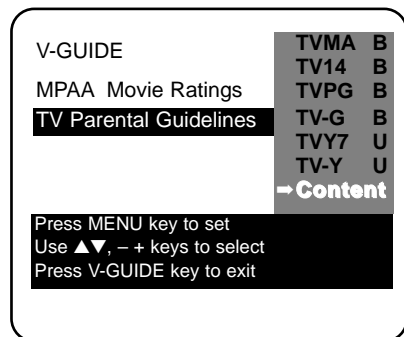 V-GUIDE
MPAA Movie Ratings
TV Parental Guidelines
TVMA B
TV14 B
TVPG B
TV-G B
TVY7 U
TV-Y U
➡Content
Press MENU key to set
Use ▲▼, – + keys to select
Press V-GUIDE key to exit